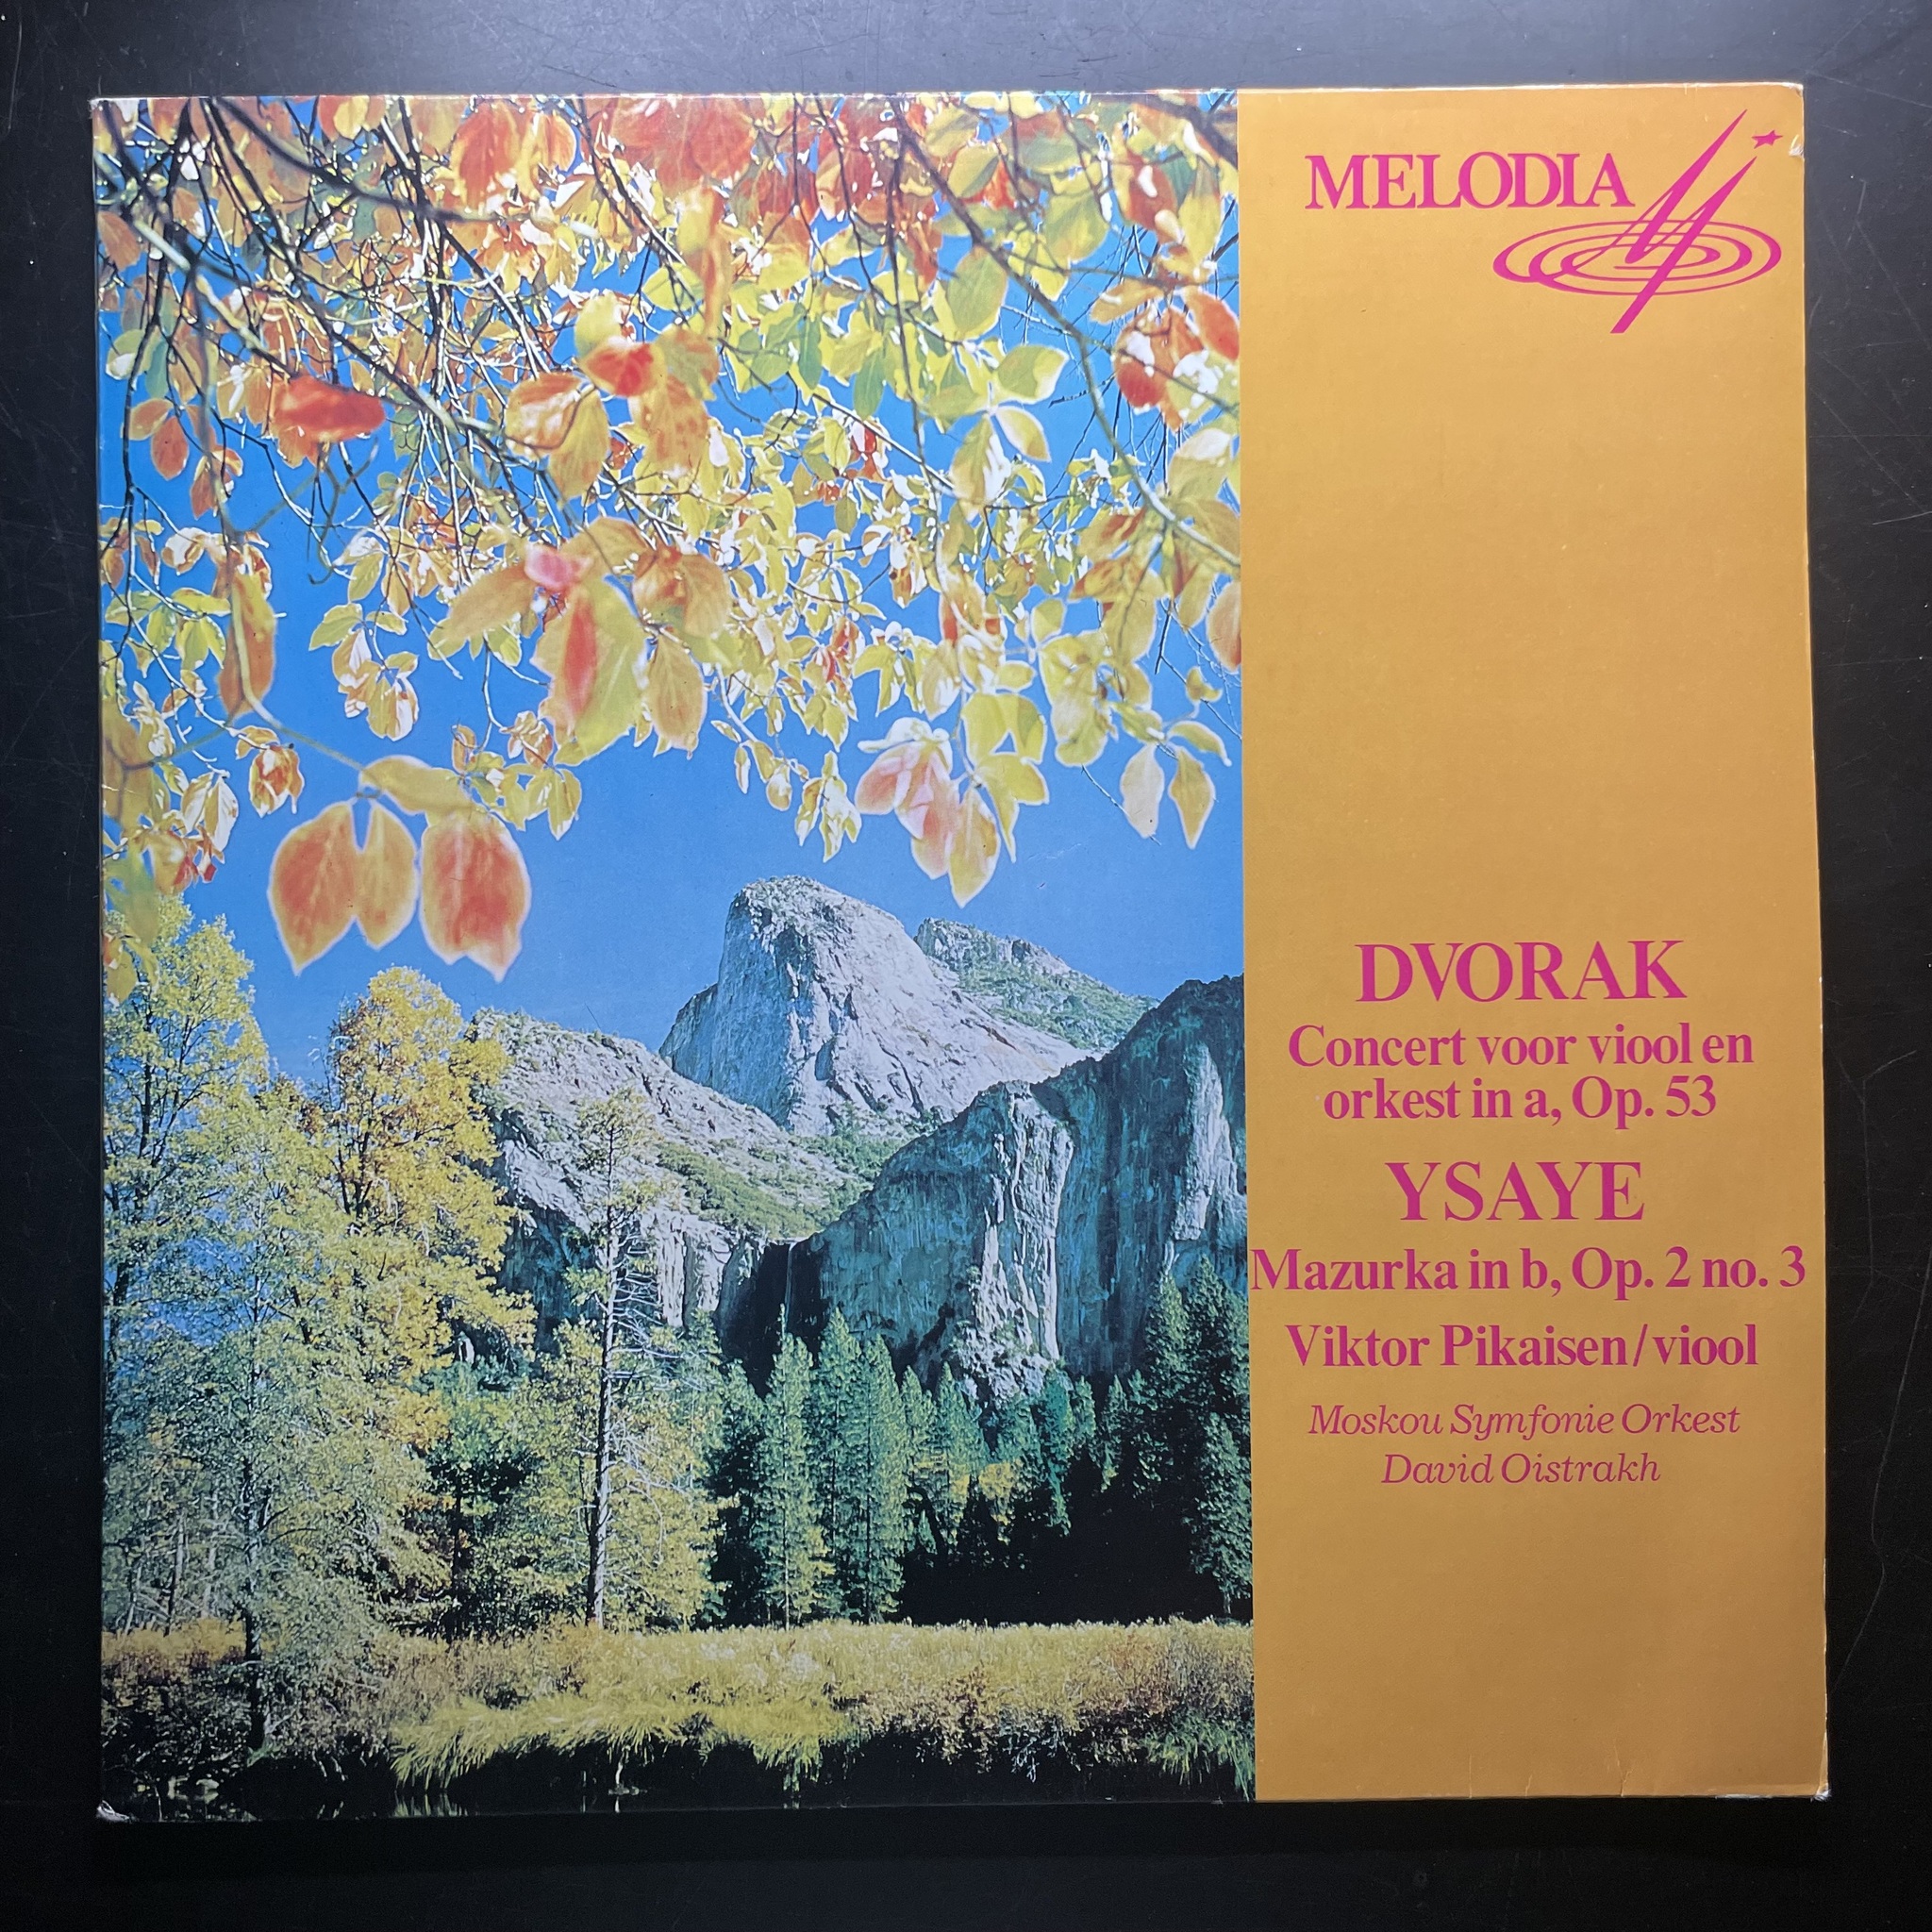 MELODIA
DVORAK
Concert voor viool en
orkest in a, Op. 53
YSAYE
Mazurka in b, Op. 2 no. 3
Viktor Pikaisen/viool
Moskou Symfonie Orkest
David Oistrakh